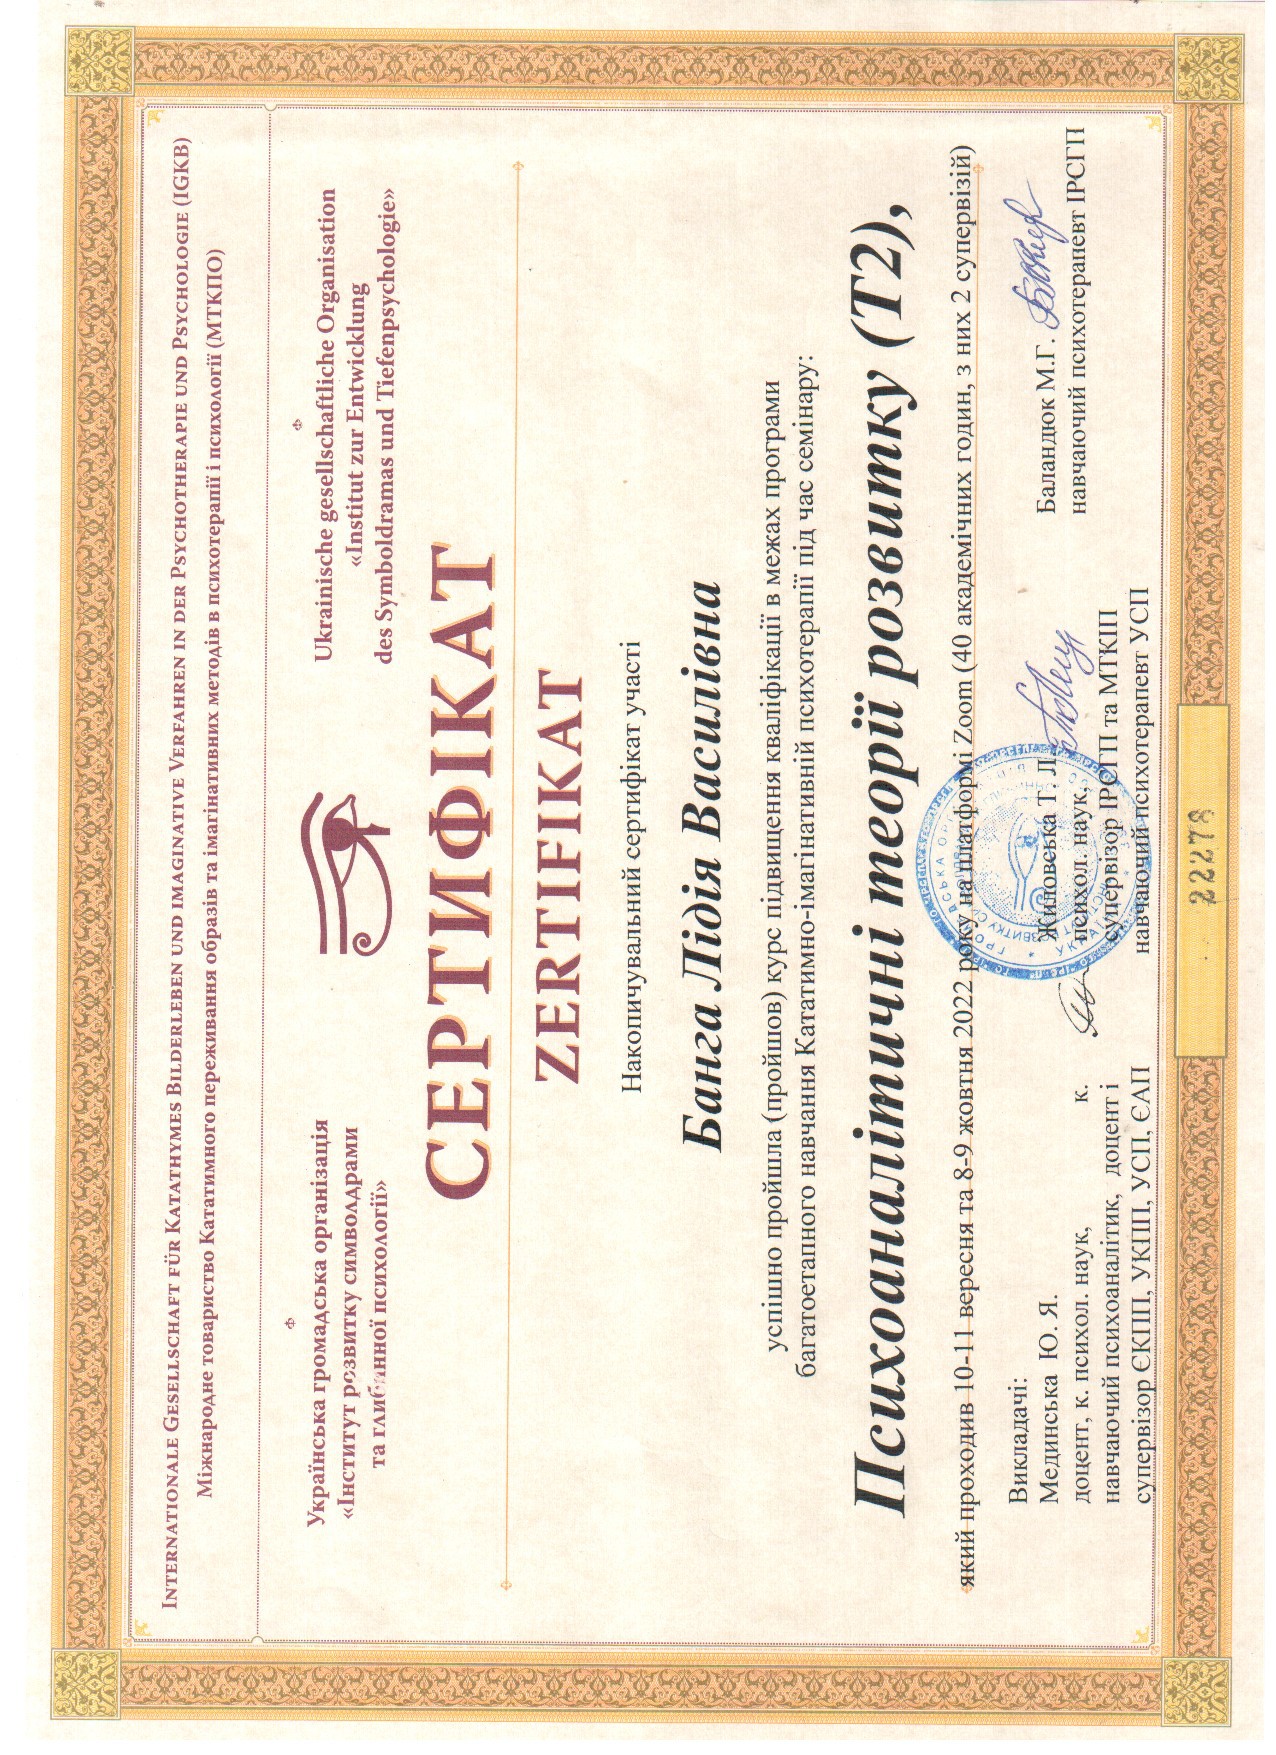 INTERNATIONALE GESELLSCHAFT FÜR KATATHYMES BILDERLEBEN UND IMAGINATIVE VERFAHREN IN DER PSYCHOTHERAPIE UND PSYCHOLOGIE (IGKB)
Міжнародне товариство Кататимного переживання образів та імагінативних методів в психотерапії і психології (МТКПО)
Українська громадська організація
«Інститут розвитку символдрами
та глибинної психології»
Ukrainische gesellschaftliche Organisation
«Institut zur Entwicklung
des Symboldramas und Tiefenpsychologie»
СЕРТИФІКАТ
ZERTIFIKAT
Накопичувальний сертифікат участі
Банга Лідія Василівна
успішно пройшла (пройшов) курс підвищення кваліфікації в межах програми
багатоетапного навчання Кататимно-імагінативній психотерапії під час семінару:
Психоаналітичні теорії розвитку (Т2),
який проходив 10-11 вересня та 8-9 жовтня 2022 року на платформі Zoom (40 академічних годин, з них 2 супервізій)
Викладачі:
Мединська Ю. Я.
доцент, к. психол. наук, к.
навчаючий психоаналітик, доцент і
супервізор ЄКПП, УКПП, УСП, ЄАП
Жиловська Т. Л.
психол. наук,
супервізор ІРСГП та МТКІП
навчаючий психотерапевт УСП
Баландюк М.Г.
навчаючий психотерапевт ІРСГП
22278